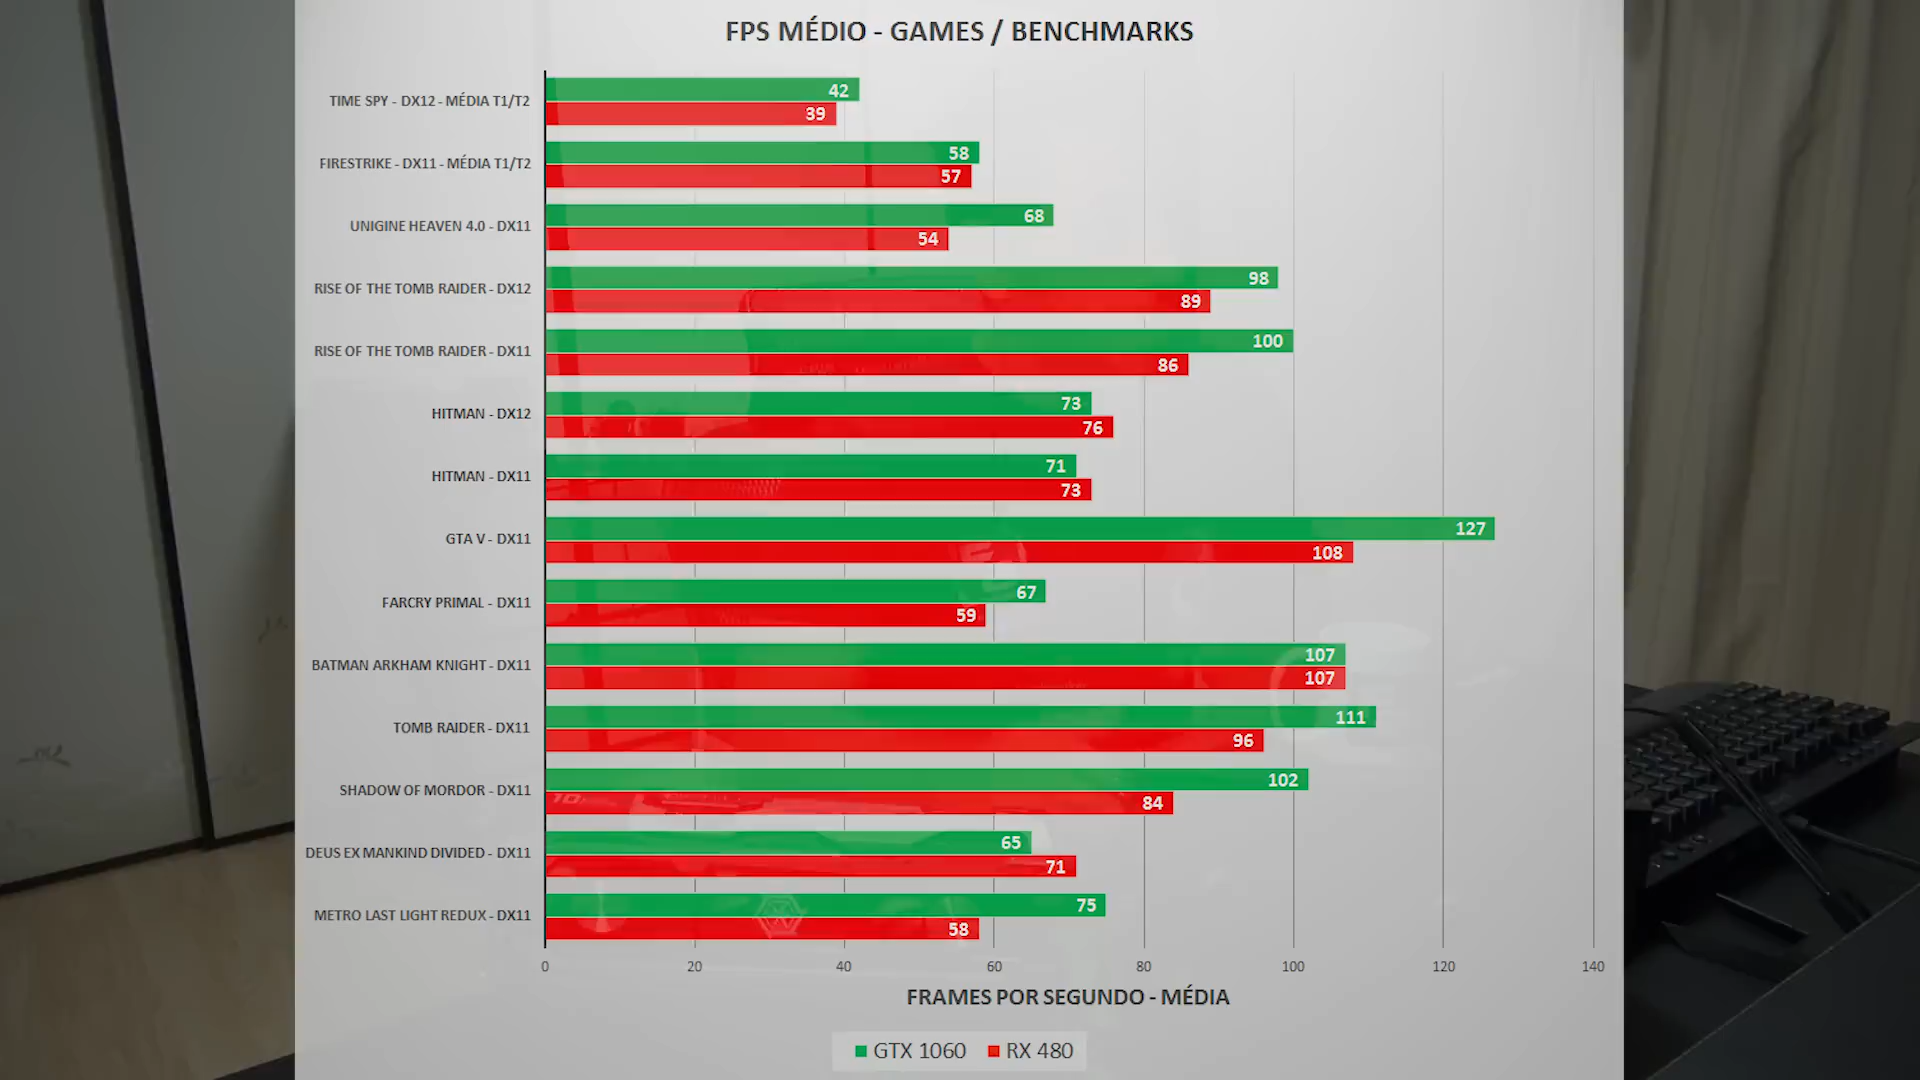 FPS MÉDIO - GAMES / BENCHMARKS
TIME SPY - DX12 - MÉDIA T1/T2
42
39
FIRESTRIKE - DX11 - MÉDIA T1/T2
58
57
UNIGINE HEAVEN 4.0 - DX11
68
54
RISE OF THE TOMB RAIDER - DX12
98
89
RISE OF THE TOMB RAIDER - DX11
100
86
HITMAN - DX12
73
76
HITMAN - DX11
71
73
GTA V - DX11
127
108
FARCRY PRIMAL - DX11
67
59
BATMAN ARKHAM KNIGHT - DX11
107
107
TOMB RAIDER - DX11
111
96
SHADOW OF MORDOR - DX11
102
84
DEUS EX MANKIND DIVIDED - DX11
65
71
METRO LAST LIGHT REDUX - DX11
75
58
0 20 40 60 80 100 120 140
FRAMES POR SEGUNDO - MÉDIA
GTX 1060 RX 480